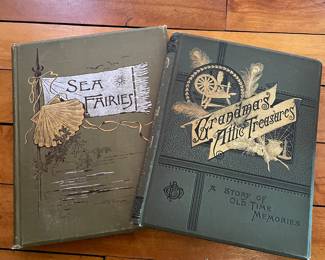 SEA
FAIRIES
Grandma's
Attic Treasures
A STORY OF
OLD TIME
MEMORIES